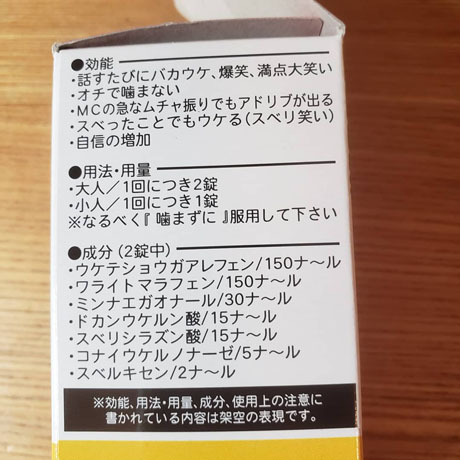 ●効能
・話すたびにバカウケ、爆笑、満点大笑い
・オチで噛まない
・MCの急なムチャ振りでもアドリブが出る
・スベったことでもウケる(スベリ笑い)
・自信の増加
●用法・用量
・大人/1回につき2錠
・小人/1回につき1錠
※なるべく『噛まずに』服用して下さい
●成分(2錠中)
・ウケテショウガアレフェン/150ナ〜ル
・ワライトマラフェン/150ナ〜ル
・ミンナエガオナール/30ナ〜ル
・ドカンウケルン酸/15ナ〜ル
・スベリシラズン酸/15ナ〜ル
・コナイウケルノナーゼ/5ナ〜ル
・スベルキセン/2ナ〜ル
※効能、用法・用量、成分、使用上の注意に
書かれている内容は架空の表現です。